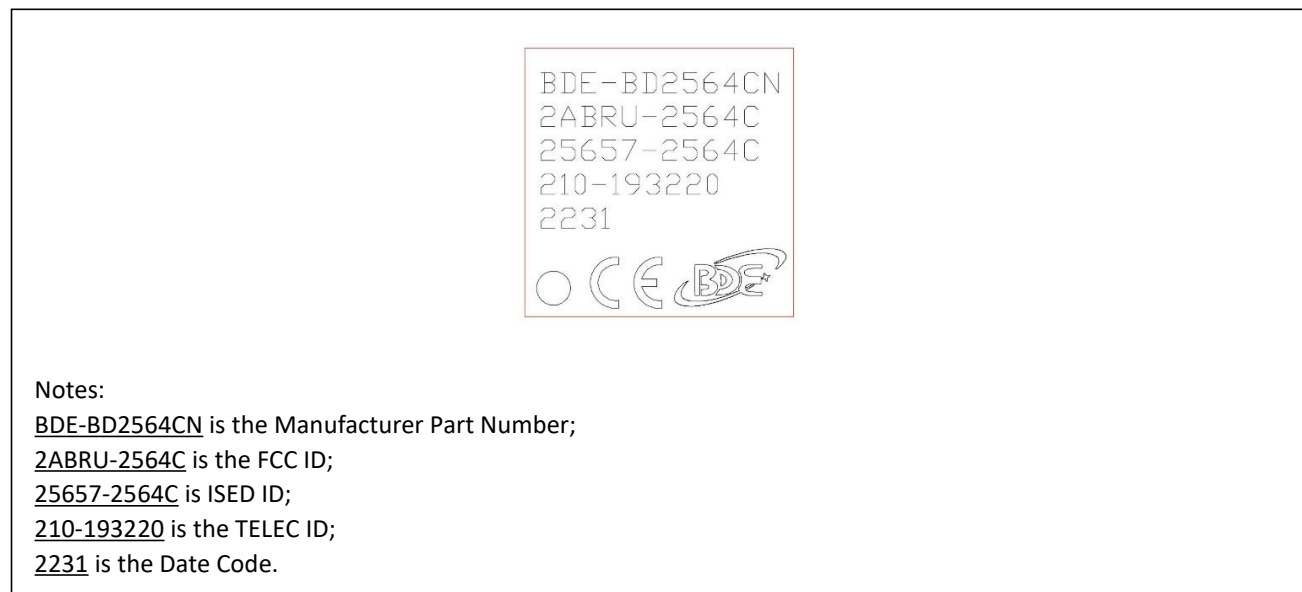 BDE-BD2564CN
2ABRU-2564C
25657-2564C
210-193220
2231
CE BDE
Notes:
BDE-BD2564CN is the Manufacturer Part Number;
2ABRU-2564C is the FCC ID;
25657-2564C is ISED ID;
210-193220 is the TELEC ID;
2231 is the Date Code.